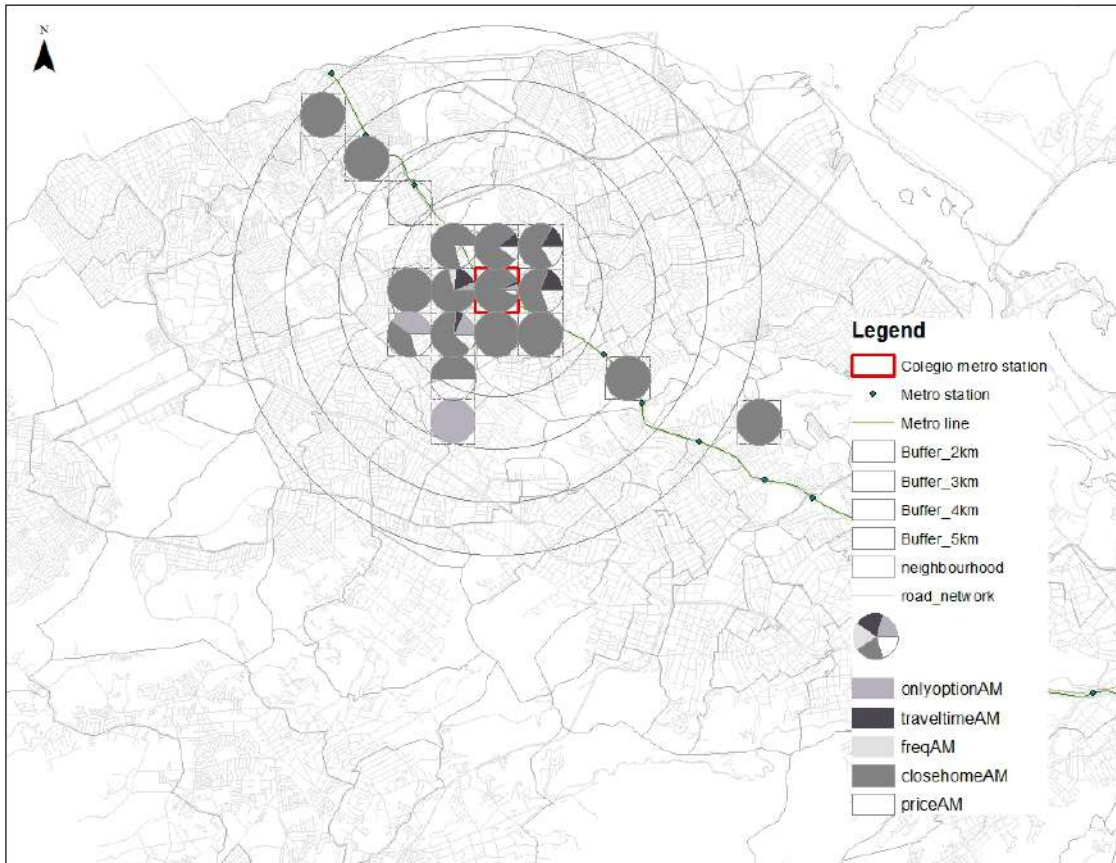 N
Legend
Colegio metro station
Metro station
Metro line
Buffer_2km
Buffer_3km
Buffer_4km
Buffer_5km
neighbourhood
road_network
onlyoptionAM
traveltimeAM
freqAM
closehomeAM
priceAM